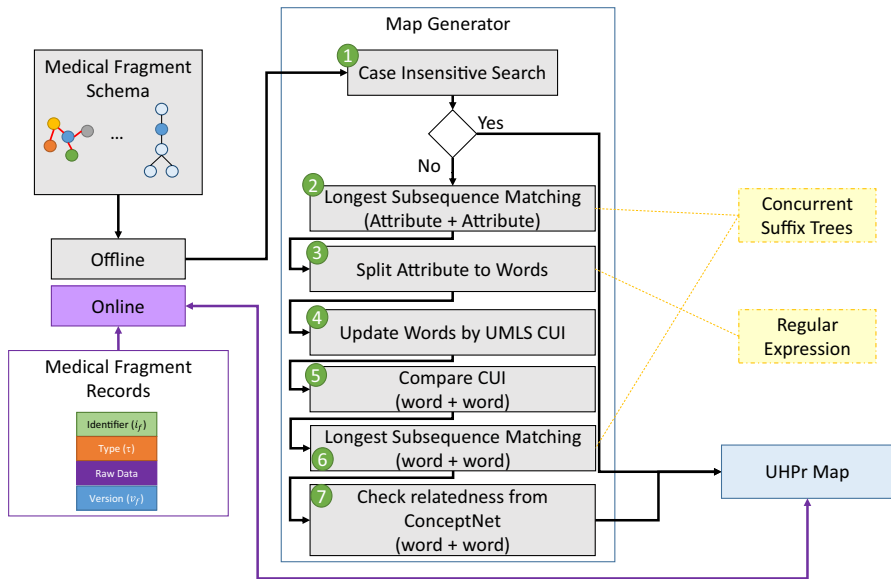 Map Generator
Medical Fragment
Schema
...
Offline
Online
Medical Fragment
Records
Identifier (i_f)
Type (τ)
Raw Data
Version (v_f)
1
Case Insensitive Search
Yes
No
2
Longest Subsequence Matching
(Attribute + Attribute)
3
Split Attribute to Words
4
Update Words by UMLS CUI
5
Compare CUI
(word + word)
Longest Subsequence Matching
6
(word + word)
7
Check relatedness from
ConceptNet
(word + word)
Concurrent
Suffix Trees
Regular
Expression
UHPr Map